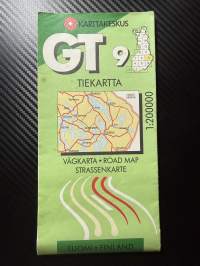 KARTTAKESKUS
GT 9
TIEKARTTA
1:200000
VÄGKARTA • ROAD MAP
STRASSENKARTE
SUOMI • FINLAND